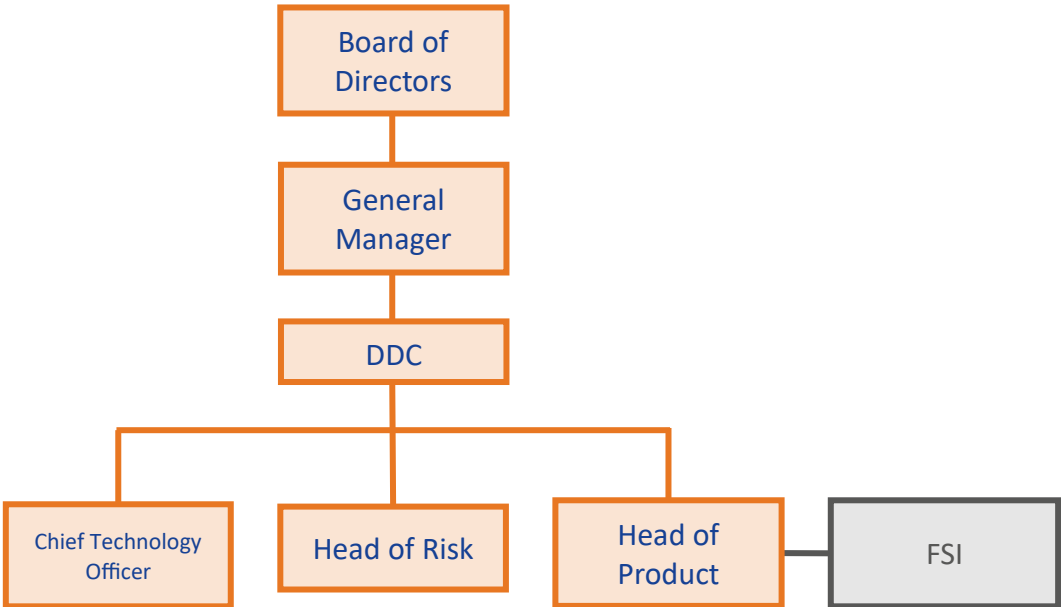 Board of
Directors
General
Manager
DDC
Chief Technology
Officer
Head of Risk
Head of
Product
FSI